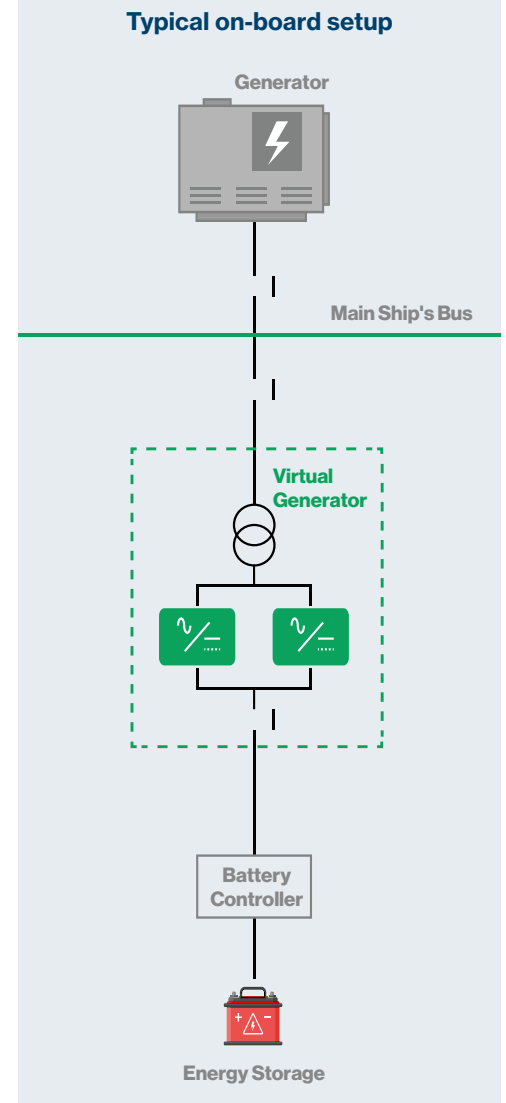 Typical on-board setup
Generator
Main Ship's Bus
Virtual
Generator
Battery
Controller
+ −
Energy Storage